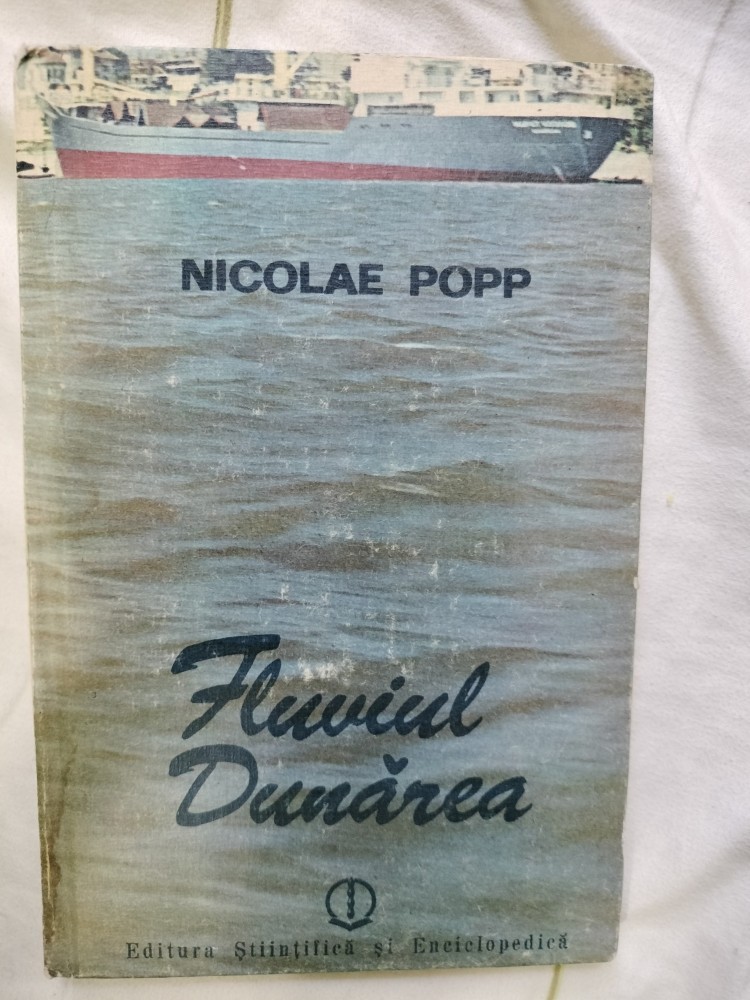 NICOLAE POPP
Fluviul
Dunărea
Editura Științifică și Enciclopedică